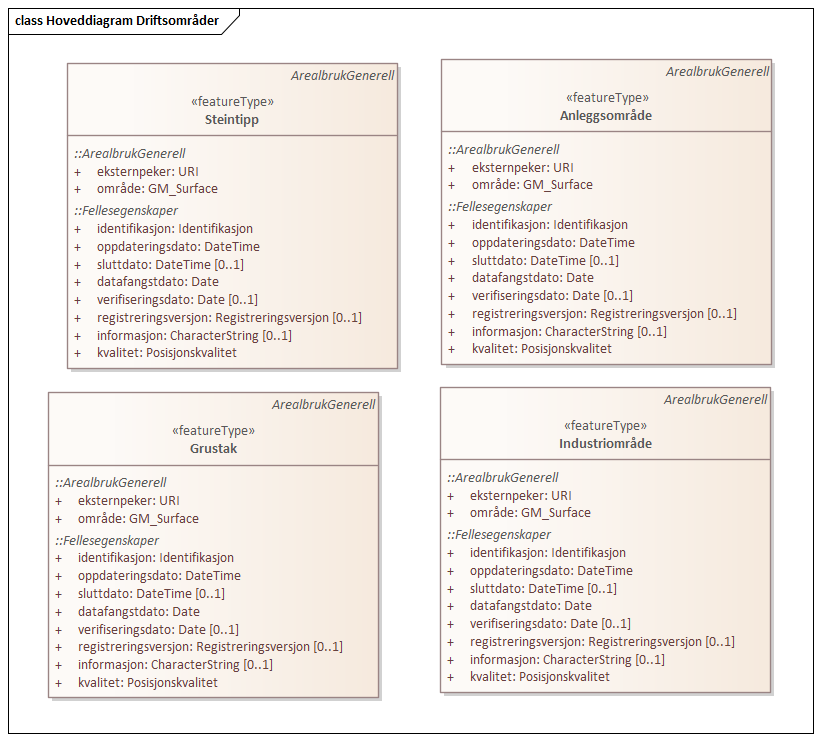 class Hoveddiagram Driftsområder
ArealbrukGenerell
«featureType»
Steintipp
::ArealbrukGenerell
+ eksternpeker: URI
+ område: GM_Surface
::Fellesegenskaper
+ identifikasjon: Identifikasjon
+ oppdateringsdato: DateTime
+ sluttdato: DateTime [0..1]
+ datafangstdato: Date
+ verifiseringsdato: Date [0..1]
+ registreringsversjon: Registreringsversjon [0..1]
+ informasjon: CharacterString [0..1]
+ kvalitet: Posisjonskvalitet
ArealbrukGenerell
«featureType»
Anleggsområde
::ArealbrukGenerell
+ eksternpeker: URI
+ område: GM_Surface
::Fellesegenskaper
+ identifikasjon: Identifikasjon
+ oppdateringsdato: DateTime
+ sluttdato: DateTime [0..1]
+ datafangstdato: Date
+ verifiseringsdato: Date [0..1]
+ registreringsversjon: Registreringsversjon [0..1]
+ informasjon: CharacterString [0..1]
+ kvalitet: Posisjonskvalitet
ArealbrukGenerell
«featureType»
Grustak
::ArealbrukGenerell
+ eksternpeker: URI
+ område: GM_Surface
::Fellesegenskaper
+ identifikasjon: Identifikasjon
+ oppdateringsdato: DateTime
+ sluttdato: DateTime [0..1]
+ datafangstdato: Date
+ verifiseringsdato: Date [0..1]
+ registreringsversjon: Registreringsversjon [0..1]
+ informasjon: CharacterString [0..1]
+ kvalitet: Posisjonskvalitet
ArealbrukGenerell
«featureType»
Industriområde
::ArealbrukGenerell
+ eksternpeker: URI
+ område: GM_Surface
::Fellesegenskaper
+ identifikasjon: Identifikasjon
+ oppdateringsdato: DateTime
+ sluttdato: DateTime [0..1]
+ datafangstdato: Date
+ verifiseringsdato: Date [0..1]
+ registreringsversjon: Registreringsversjon [0..1]
+ informasjon: CharacterString [0..1]
+ kvalitet: Posisjonskvalitet